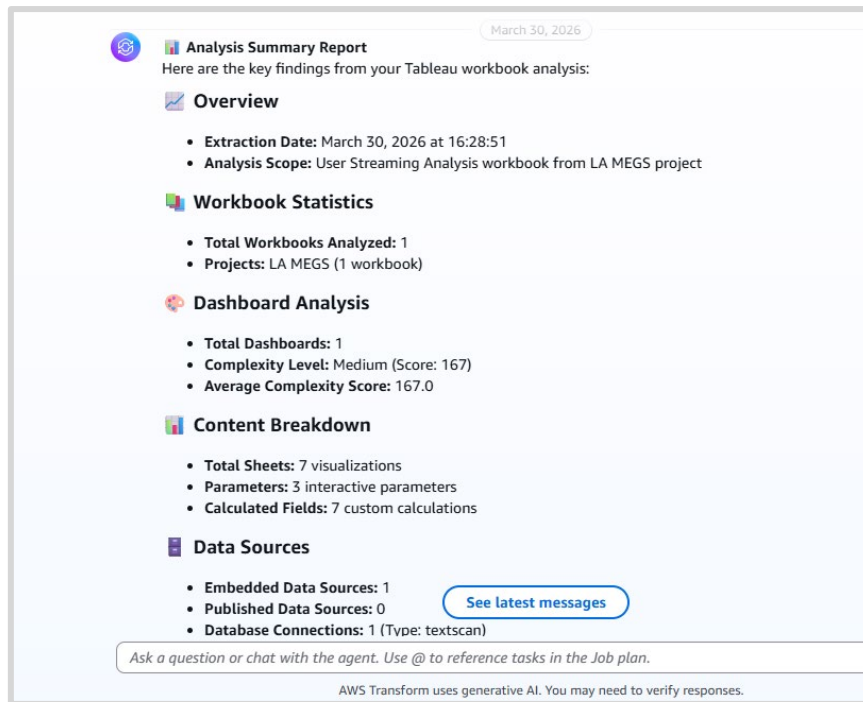 March 30, 2026
Analysis Summary Report
Here are the key findings from your Tableau workbook analysis:
Overview
Extraction Date: March 30, 2026 at 16:28:51
Analysis Scope: User Streaming Analysis workbook from LA MEGS project
Workbook Statistics
Total Workbooks Analyzed: 1
Projects: LA MEGS (1 workbook)
Dashboard Analysis
Total Dashboards: 1
Complexity Level: Medium (Score: 167)
Average Complexity Score: 167.0
Content Breakdown
Total Sheets: 7 visualizations
Parameters: 3 interactive parameters
Calculated Fields: 7 custom calculations
Data Sources
Embedded Data Sources: 1
Published Data Sources: 0
Database Connections: 1 (Type: textscan)
See latest messages
Ask a question or chat with the agent. Use @ to reference tasks in the Job plan.
AWS Transform uses generative AI. You may need to verify responses.